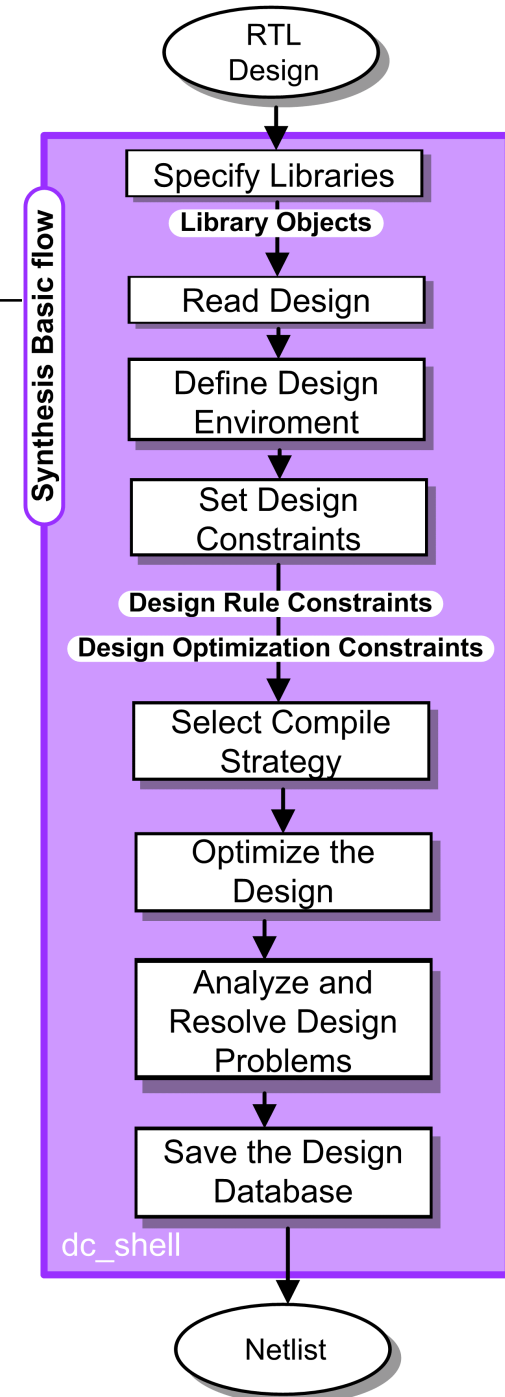 RTL
Design
Specify Libraries
Library Objects
Synthesis Basic flow
Read Design
Define Design
Enviroment
Set Design
Constraints
Design Rule Constraints
Design Optimization Constraints
Select Compile
Strategy
Optimize the
Design
Analyze and
Resolve Design
Problems
Save the Design
Database
dc_shell
Netlist